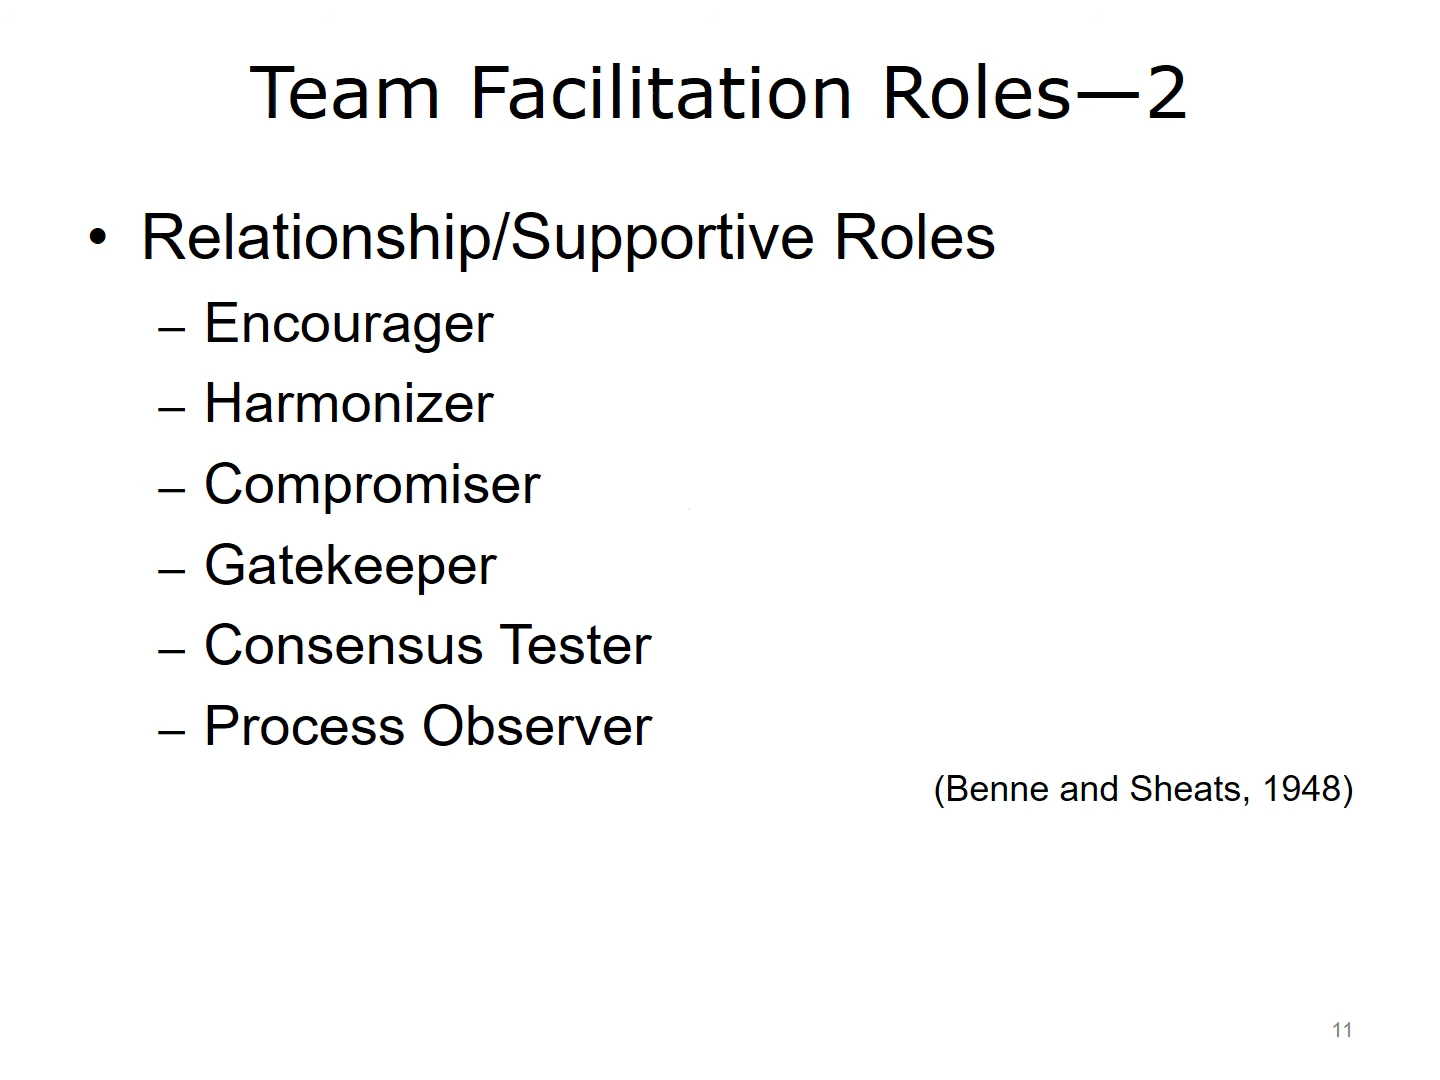 Team Facilitation Roles—2
• Relationship/Supportive Roles
– Encourager
– Harmonizer
– Compromiser
– Gatekeeper
– Consensus Tester
– Process Observer
(Benne and Sheats, 1948)
11